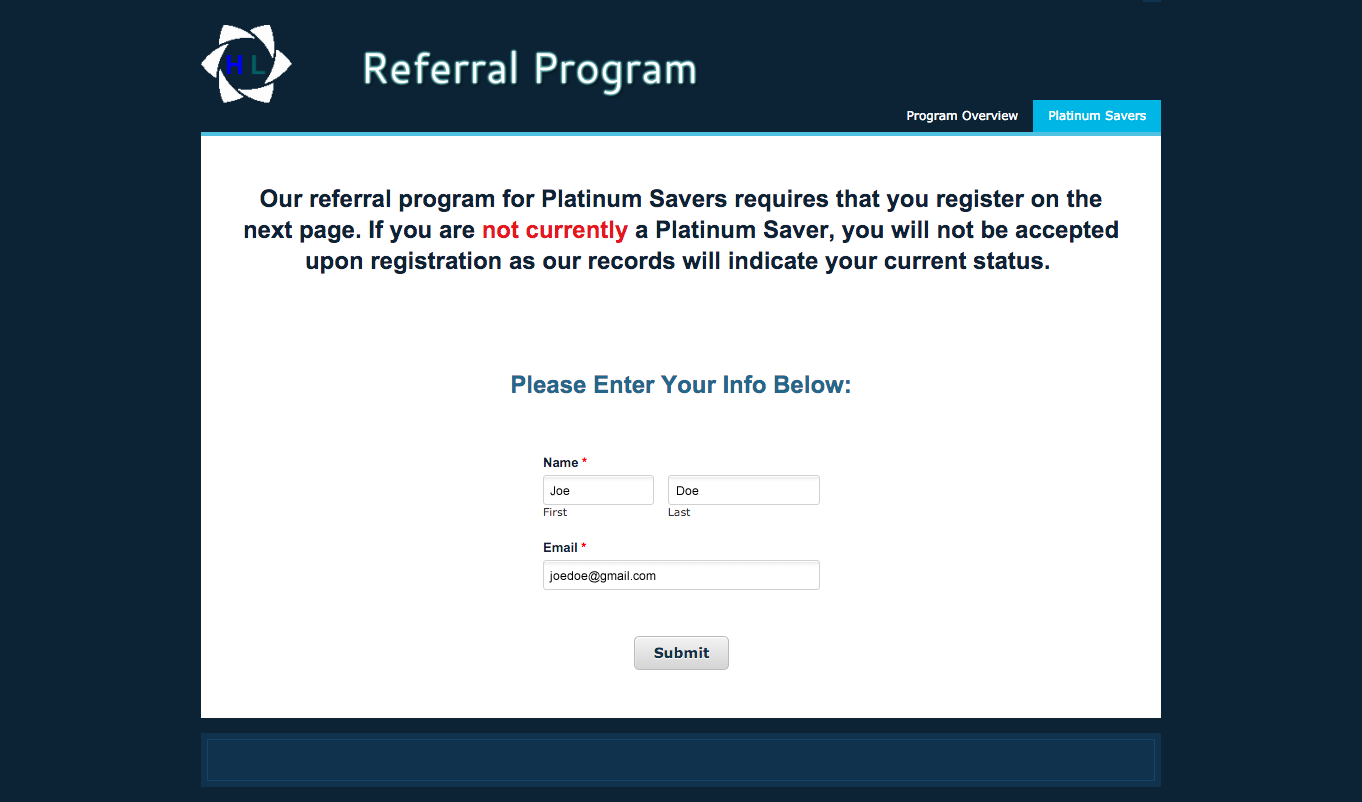 H L
Referral Program
Program Overview
Platinum Savers
Our referral program for Platinum Savers requires that you register on the
next page. If you are not currently a Platinum Saver, you will not be accepted
upon registration as our records will indicate your current status.
Please Enter Your Info Below:
Name *
Joe Doe
First Last
Email *
joedoe@gmail.com
Submit